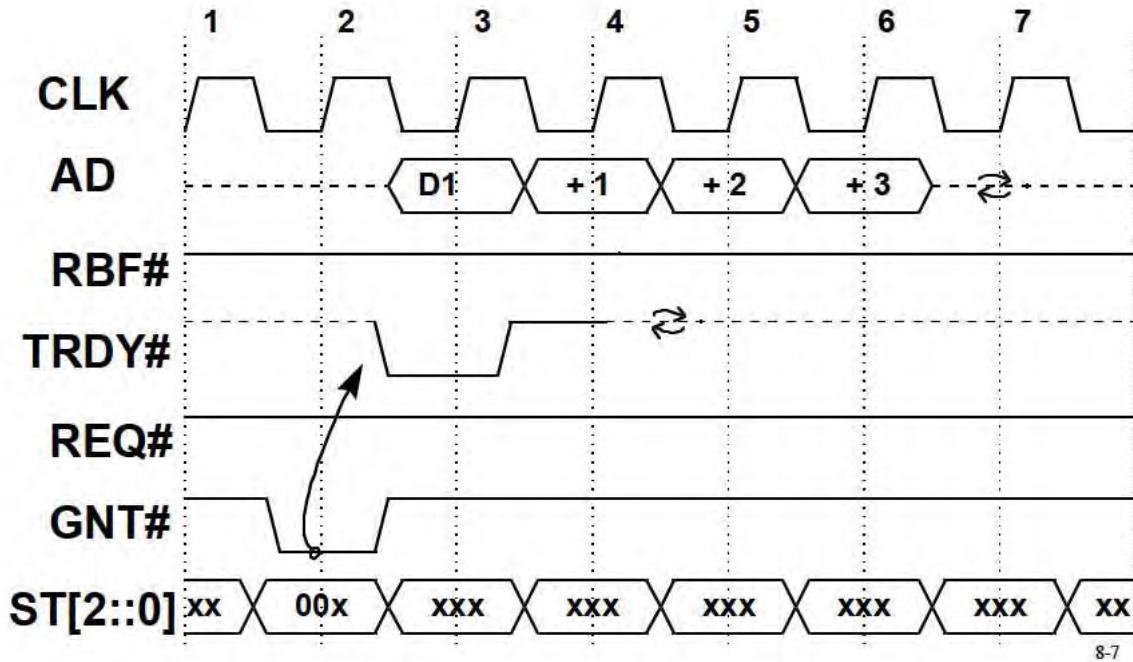 1 2 3 4 5 6 7
CLK
AD D1 + 1 + 2 + 3
RBF#
TRDY#
REQ#
GNT#
ST[2::0] xx 00x xxx xxx xxx xxx xxx xx
8-7